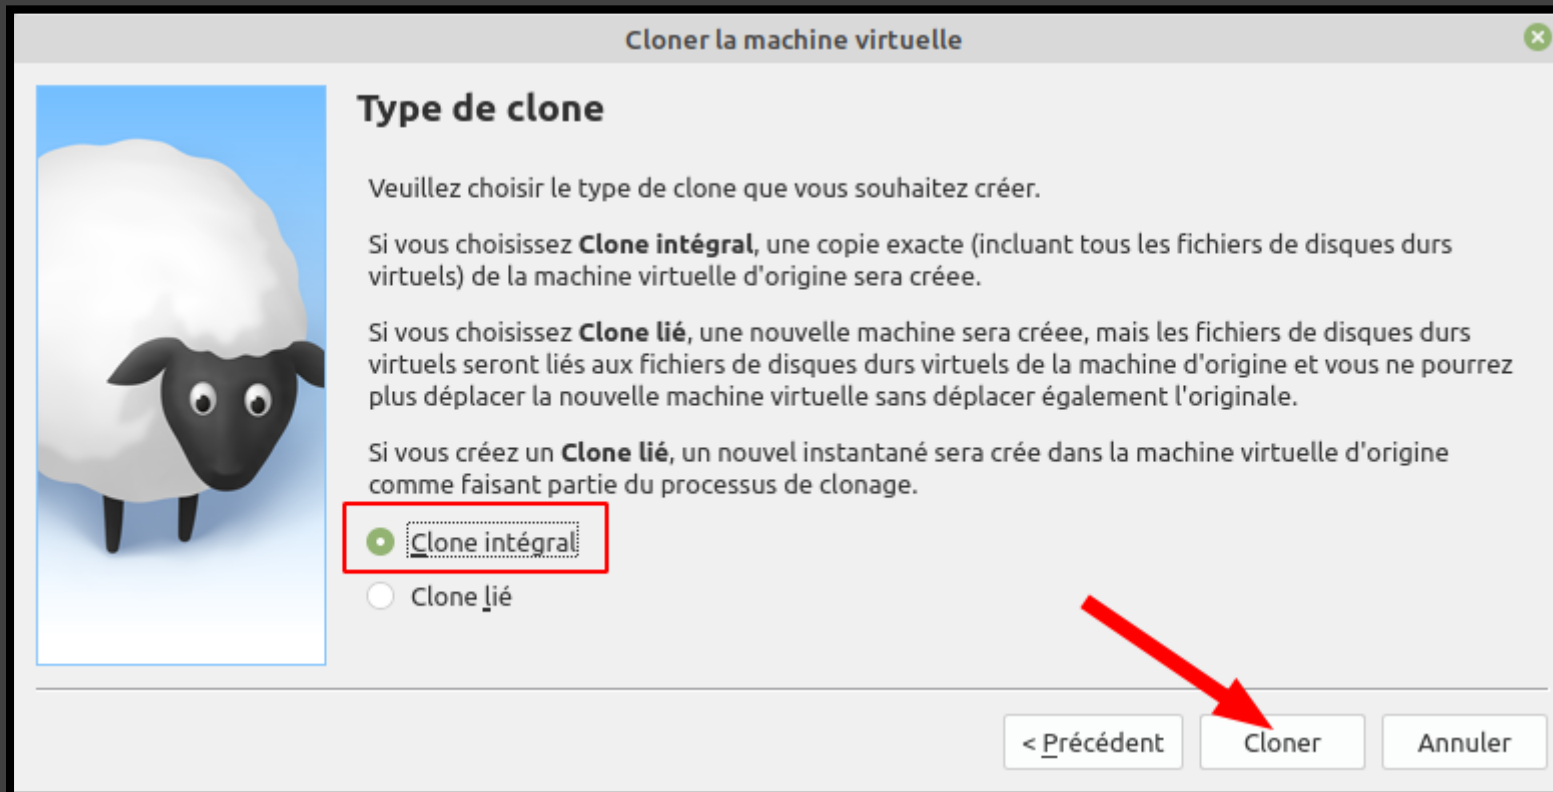 Cloner la machine virtuelle
Type de clone
Veuillez choisir le type de clone que vous souhaitez créer.
Si vous choisissez Clone intégral, une copie exacte (incluant tous les fichiers de disques durs
virtuels) de la machine virtuelle d'origine sera créee.
Si vous choisissez Clone lié, une nouvelle machine sera créee, mais les fichiers de disques durs
virtuels seront liés aux fichiers de disques durs virtuels de la machine d'origine et vous ne pourrez
plus déplacer la nouvelle machine virtuelle sans déplacer également l'originale.
Si vous créez un Clone lié, un nouvel instantané sera crée dans la machine virtuelle d'origine
comme faisant partie du processus de clonage.
Clone intégral
Clone lié
< Précédent Cloner Annuler